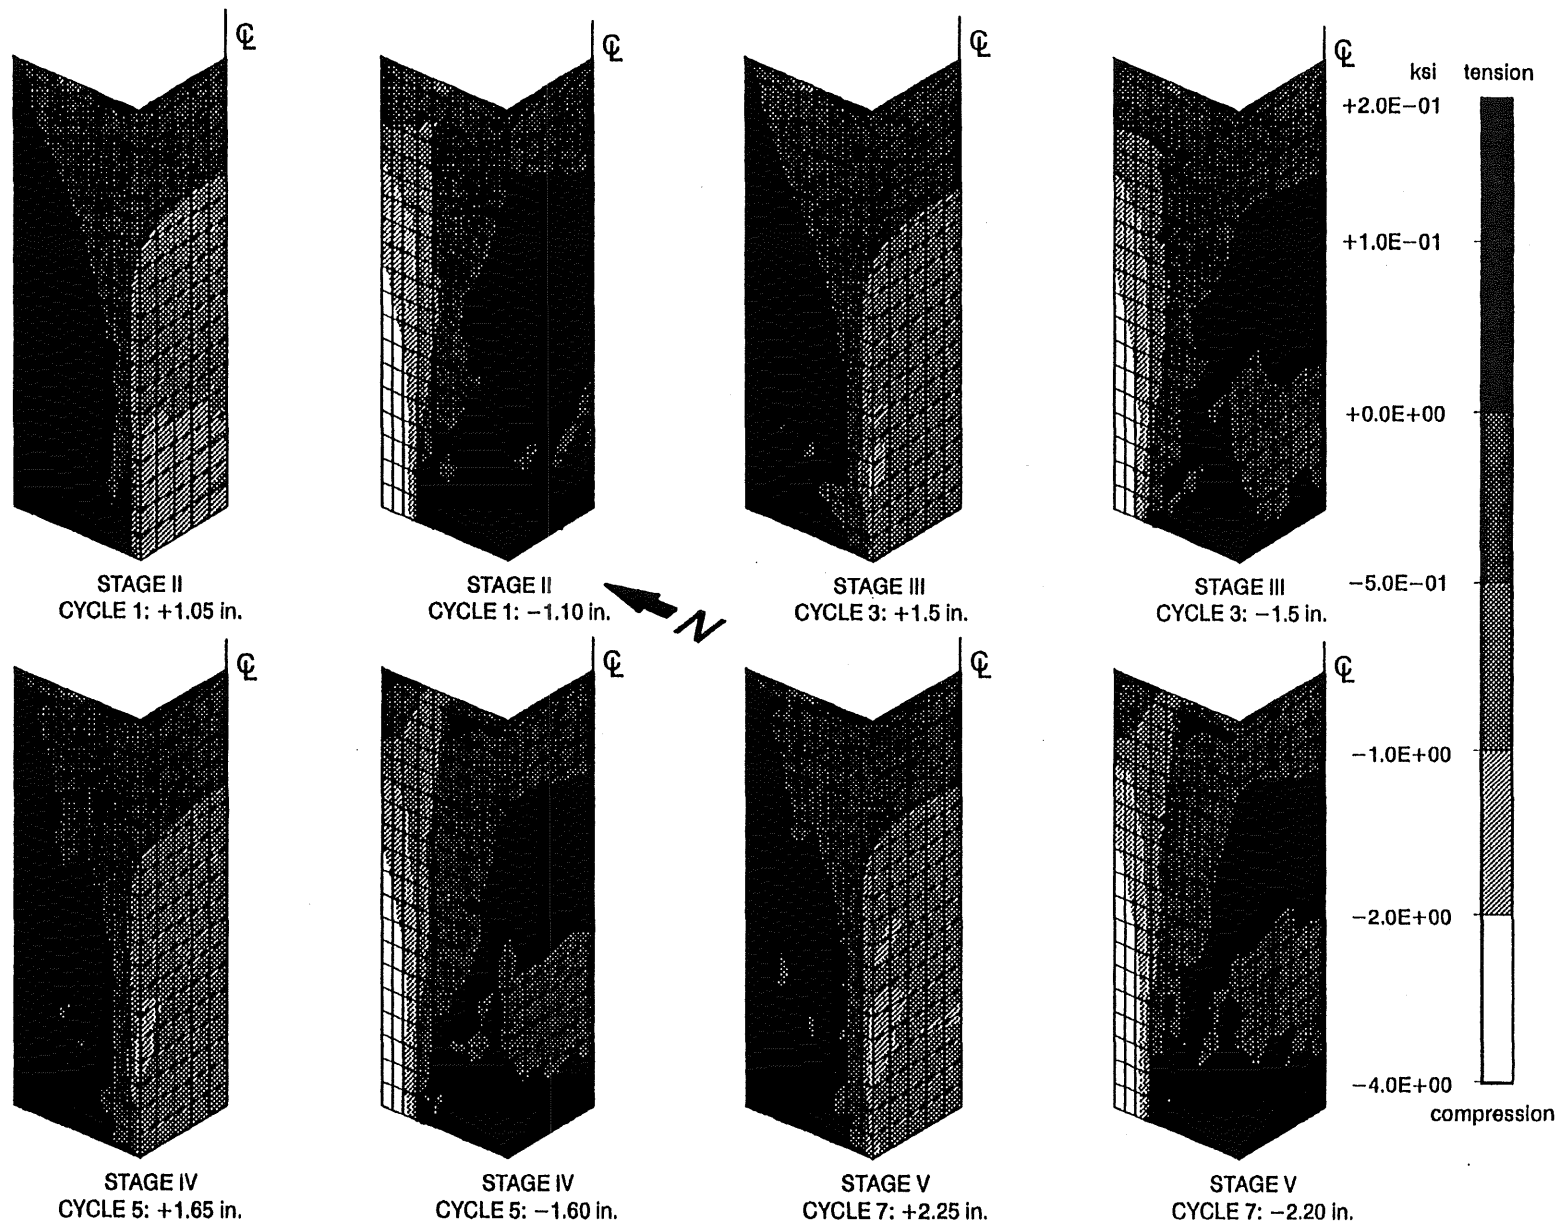 ℄
℄
℄
℄
ksi tension
+2.0E−01
+1.0E−01
+0.0E+00
−5.0E−01
−1.0E+00
−2.0E+00
−4.0E+00
compression
STAGE II
CYCLE 1: +1.05 in.
STAGE II
CYCLE 1: −1.10 in.
N
STAGE III
CYCLE 3: +1.5 in.
STAGE III
CYCLE 3: −1.5 in.
℄
℄
℄
℄
STAGE IV
CYCLE 5: +1.65 in.
STAGE IV
CYCLE 5: −1.60 in.
STAGE V
CYCLE 7: +2.25 in.
STAGE V
CYCLE 7: −2.20 in.